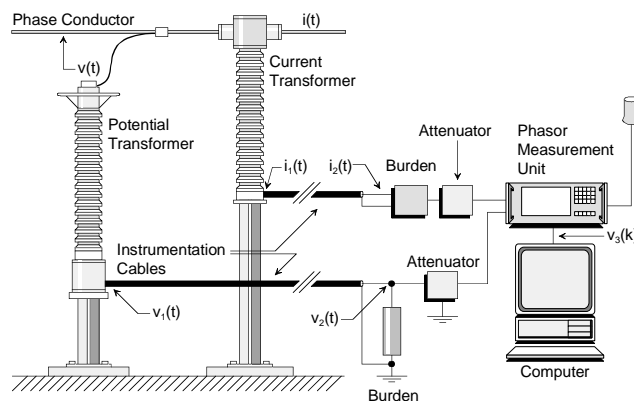 Phase Conductor
i(t)
v(t)
Current
Transformer
Potential
Transformer
i1(t)
i2(t)
Burden
Attenuator
Phasor
Measurement
Unit
v3(k)
Instrumentation
Cables
Attenuator
v1(t)
v2(t)
Burden
Computer